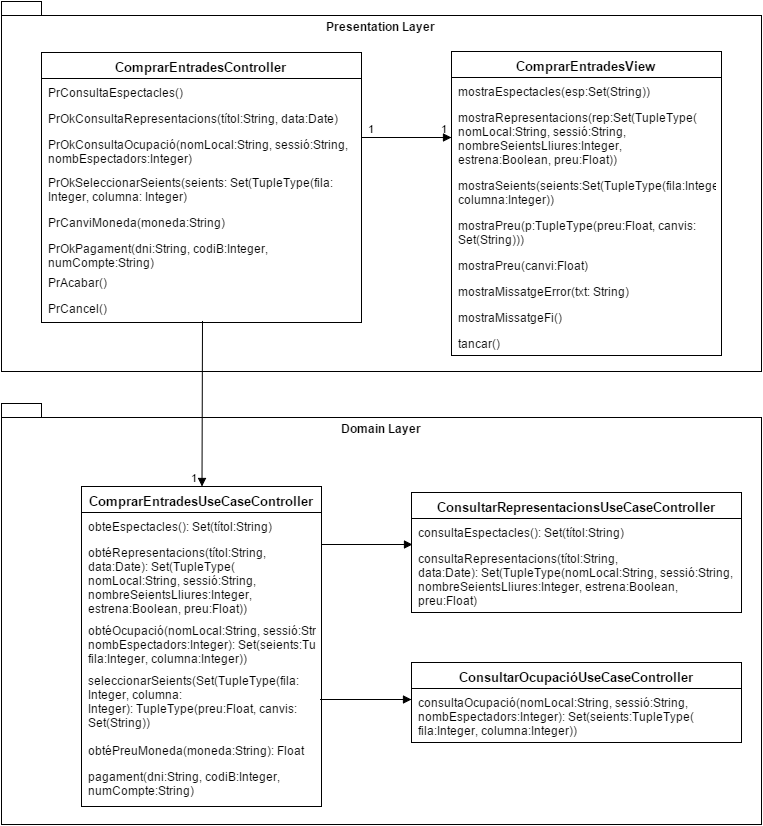 Presentation Layer
ComprarEntradesController
PrConsultaEspectacles()
PrOkConsultaRepresentacions(títol:String, data:Date)
PrOkConsultaOcupació(nomLocal:String, sessió:String,
nombEspectadors:Integer)
PrOkSeleccionarSeients(seients: Set(TupleType(fila:
Integer, columna: Integer)
PrCanviMoneda(moneda:String)
PrOkPagament(dni:String, codiB:Integer,
numCompte:String)
PrAcabar()
PrCancel()
1
1
ComprarEntradesView
mostraEspectacles(esp:Set(String))
mostraRepresentacions(rep:Set(TupleType(
nomLocal:String, sessió:String,
nombreSeientsLliures:Integer,
estrena:Boolean, preu:Float))
mostraSeients(seients:Set(TupleType(fila:Intege
columna:Integer))
mostraPreu(p:TupleType(preu:Float, canvis:
Set(String)))
mostraPreu(canvi:Float)
mostraMissatgeError(txt: String)
mostraMissatgeFi()
tancar()
Domain Layer
1
ComprarEntradesUseCaseController
obteEspectacles(): Set(títol:String)
obtéRepresentacions(títol:String,
data:Date): Set(TupleType(
nomLocal:String, sessió:String,
nombreSeientsLliures:Integer,
estrena:Boolean, preu:Float))
obtéOcupació(nomLocal:String, sessió:Str
nombEspectadors:Integer): Set(seients:Tu
fila:Integer, columna:Integer))
seleccionarSeients(Set(TupleType(fila:
Integer, columna:
Integer): TupleType(preu:Float, canvis:
Set(String))
obtéPreuMoneda(moneda:String): Float
pagament(dni:String, codiB:Integer,
numCompte:String)
ConsultarRepresentacionsUseCaseController
consultaEspectacles(): Set(títol:String)
consultaRepresentacions(títol:String,
data:Date): Set(TupleType(nomLocal:String, sessió:String,
nombreSeientsLliures:Integer, estrena:Boolean,
preu:Float)
ConsultarOcupacióUseCaseController
consultaOcupació(nomLocal:String, sessió:String,
nombEspectadors:Integer): Set(seients:TupleType(
fila:Integer, columna:Integer))